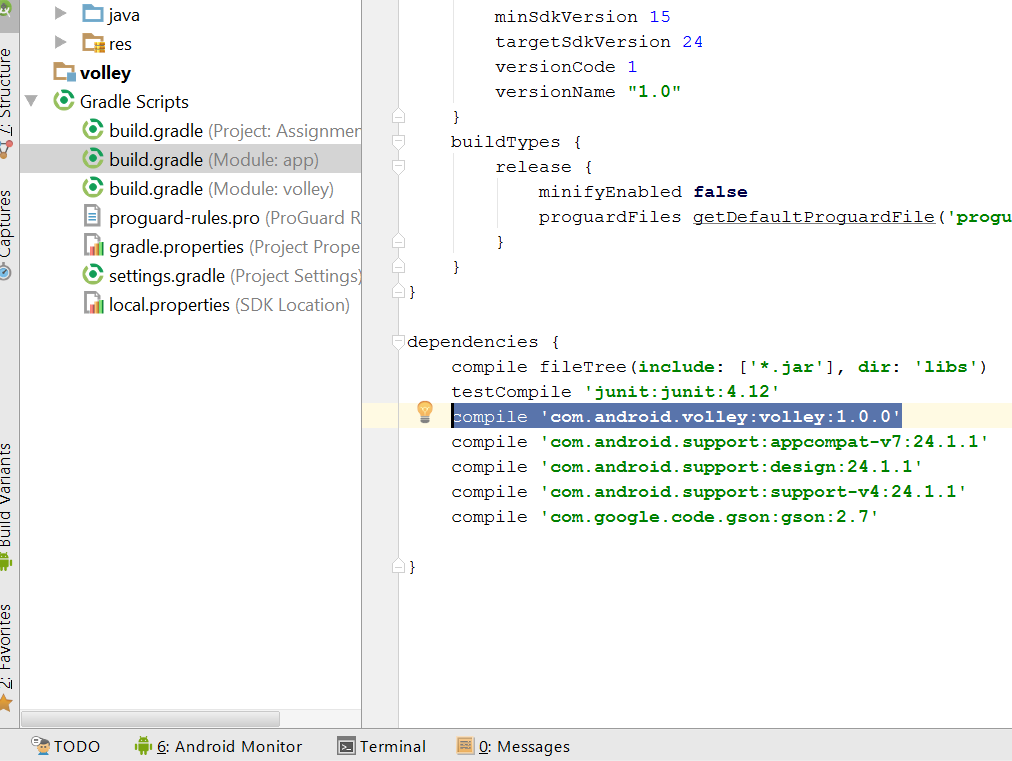 java
res
volley
Gradle Scripts
build.gradle (Project: Assignmen
build.gradle (Module: app)
build.gradle (Module: volley)
proguard-rules.pro (ProGuard R
gradle.properties (Project Prope
settings.gradle (Project Settings)
local.properties (SDK Location)
7: Structure
Captures
Build Variants
2: Favorites
minSdkVersion 15
targetSdkVersion 24
versionCode 1
versionName "1.0"
}
buildTypes {
release {
minifyEnabled false
proguardFiles getDefaultProguardFile('progu
}
}
}
dependencies {
compile fileTree(include: ['*.jar'], dir: 'libs')
testCompile 'junit:junit:4.12'
compile 'com.android.volley:volley:1.0.0'
compile 'com.android.support:appcompat-v7:24.1.1'
compile 'com.android.support:design:24.1.1'
compile 'com.android.support:support-v4:24.1.1'
compile 'com.google.code.gson:gson:2.7'
}
TODO
6: Android Monitor
Terminal
0: Messages